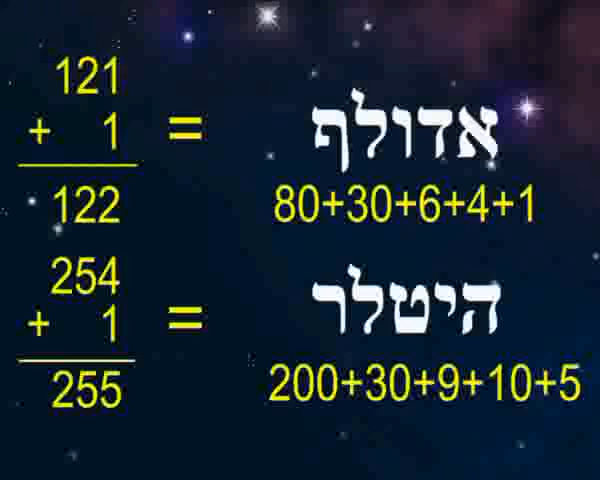 121
+ 1 = אדולף
122 80+30+6+4+1
254
+ 1 = היטלר
255 200+30+9+10+5